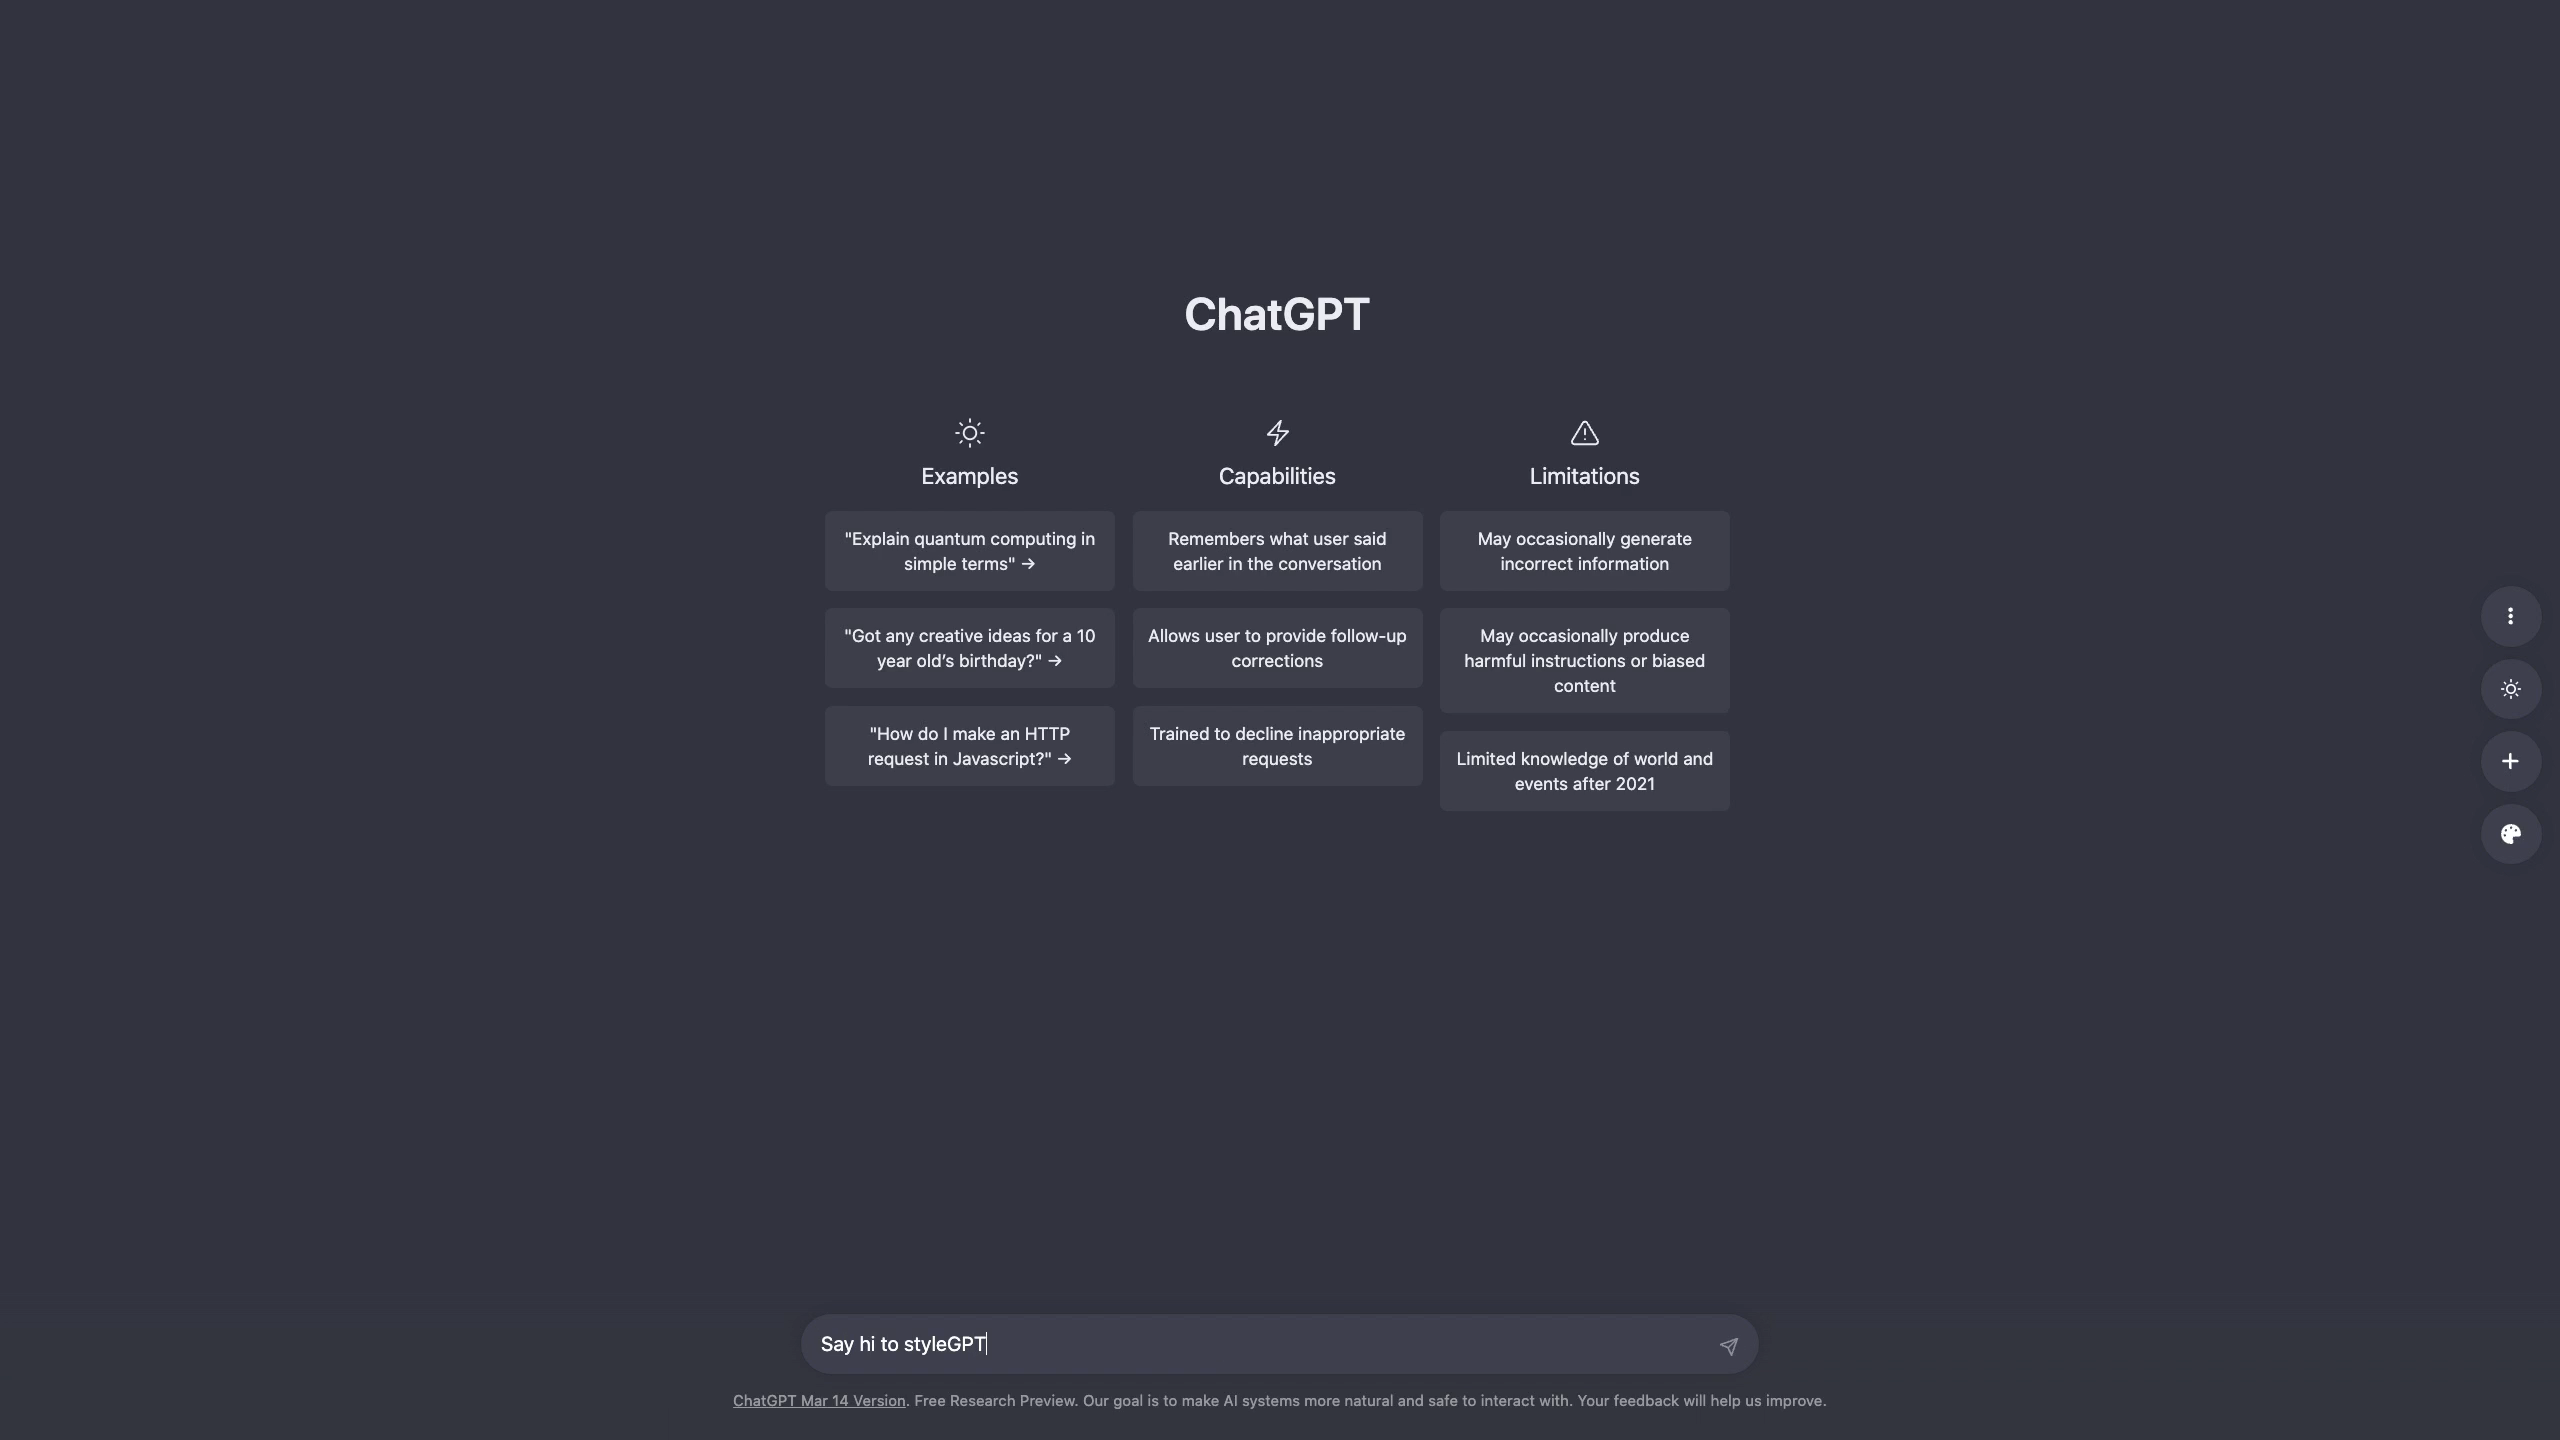 ChatGPT
Examples
"Explain quantum computing in
simple terms" →
"Got any creative ideas for a 10
year old’s birthday?" →
"How do I make an HTTP
request in Javascript?" →
Capabilities
Remembers what user said
earlier in the conversation
Allows user to provide follow-up
corrections
Trained to decline inappropriate
requests
Limitations
May occasionally generate
incorrect information
May occasionally produce
harmful instructions or biased
content
Limited knowledge of world and
events after 2021
Say hi to styleGPT
ChatGPT Mar 14 Version. Free Research Preview. Our goal is to make AI systems more natural and safe to interact with. Your feedback will help us improve.